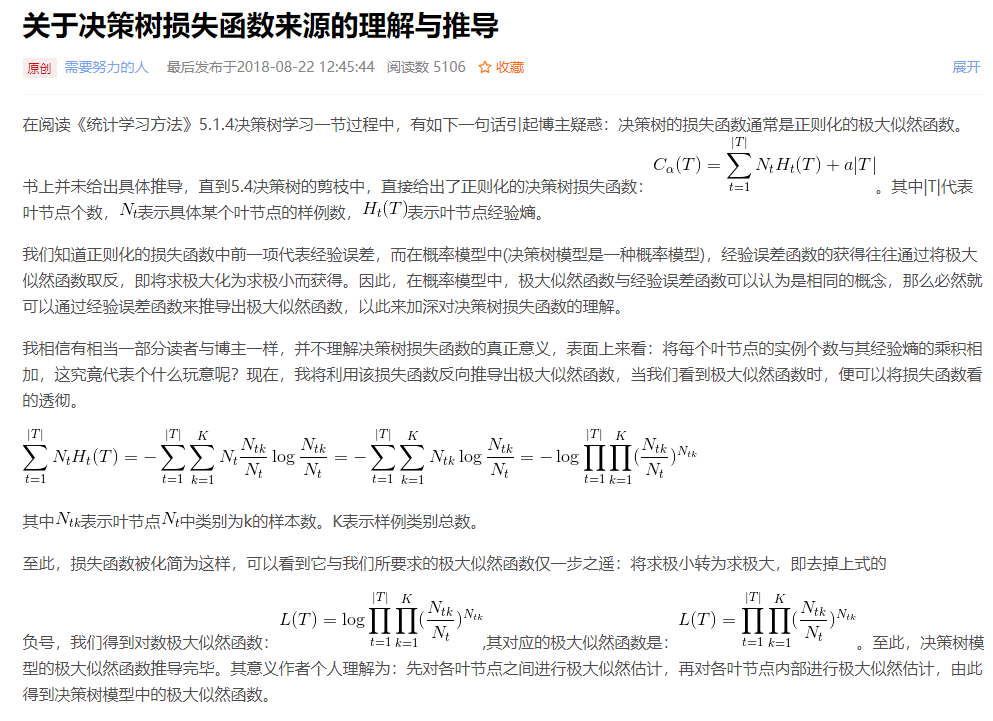 关于决策树损失函数来源的理解与推导
原创 需要努力的人 最后发布于2018-08-22 12:45:44 阅读数 5106 ☆ 收藏 展开
在阅读《统计学习方法》5.1.4决策树学习一节过程中，有如下一句话引起博主疑惑：决策树的损失函数通常是正则化的极大似然函数。
书上并未给出具体推导，直到5.4决策树的剪枝中，直接给出了正则化的决策树损失函数：$C_\alpha(T)=\sum_{t=1}^{|T|}N_tH_t(T)+a|T|$。其中|T|代表
叶节点个数，$N_t$表示具体某个叶节点的样例数，$H_t(T)$表示叶节点经验熵。
我们知道正则化的损失函数中前一项代表经验误差，而在概率模型中(决策树模型是一种概率模型)，经验误差函数的获得往往通过将极大
似然函数取反，即将求极大化为求极小而获得。因此，在概率模型中，极大似然函数与经验误差函数可以认为是相同的概念，那么必然就
可以通过经验误差函数来推导出极大似然函数，以此来加深对决策树损失函数的理解。
我相信有相当一部分读者与博主一样，并不理解决策树损失函数的真正意义，表面上来看：将每个叶节点的实例个数与其经验熵的乘积相
加，这究竟代表个什么玩意呢？现在，我将利用该损失函数反向推导出极大似然函数，当我们看到极大似然函数时，便可以将损失函数看
的透彻。
$\sum_{t=1}^{|T|}N_tH_t(T)=-\sum_{t=1}^{|T|}\sum_{k=1}^{K}N_t\frac{N_{tk}}{N_t}\log\frac{N_{tk}}{N_t}=-\sum_{t=1}^{|T|}\sum_{k=1}^{K}N_{tk}\log\frac{N_{tk}}{N_t}=-\log\prod_{t=1}^{|T|}\prod_{k=1}^{K}(\frac{N_{tk}}{N_t})^{N_{tk}}$
其中$N_{tk}$表示叶节点$N_t$中类别为k的样本数。K表示样例类别总数。
至此，损失函数被化简为这样，可以看到它与我们所要求的极大似然函数仅一步之遥：将求极小转为求极大，即去掉上式的
负号，我们得到对数极大似然函数：$L(T)=\log\prod_{t=1}^{|T|}\prod_{k=1}^{K}(\frac{N_{tk}}{N_t})^{N_{tk}}$,其对应的极大似然函数是：$L(T)=\prod_{t=1}^{|T|}\prod_{k=1}^{K}(\frac{N_{tk}}{N_t})^{N_{tk}}$。至此，决策树模
型的极大似然函数推导完毕。其意义作者个人理解为：先对各叶节点之间进行极大似然估计，再对各叶节点内部进行极大似然估计，由此
得到决策树模型中的极大似然函数。